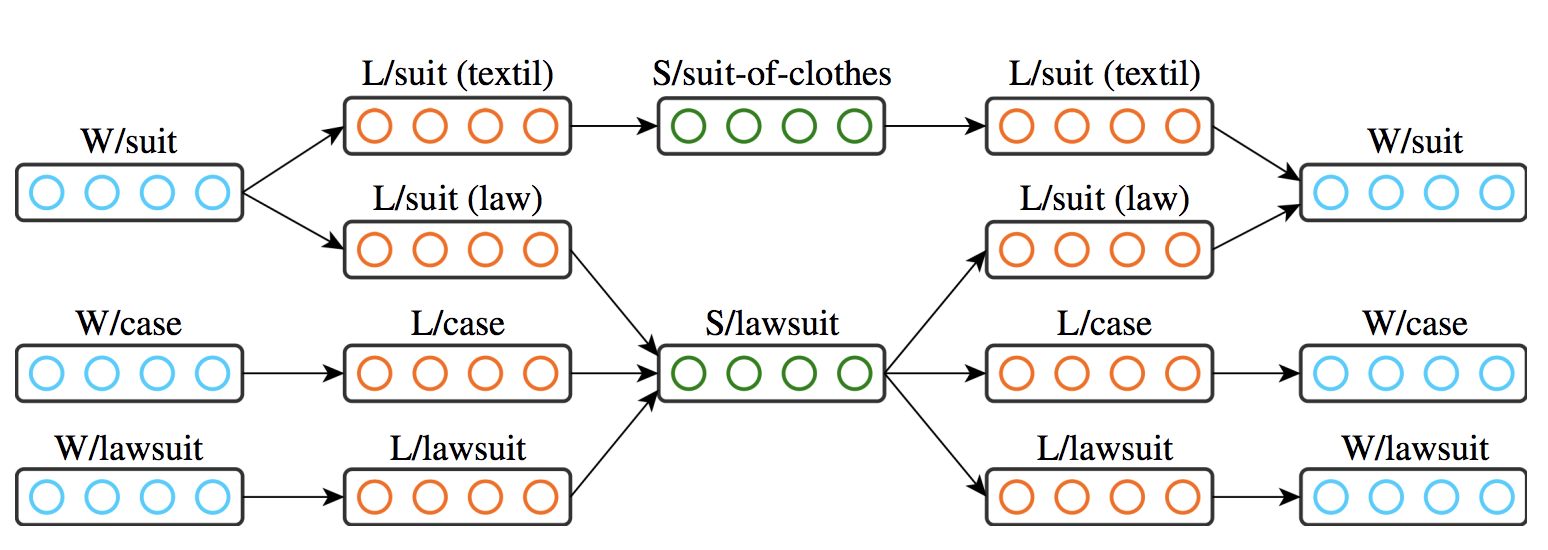 L/suit (textil) S/suit-of-clothes L/suit (textil)
W/suit W/suit
L/suit (law) L/suit (law)
W/case L/case S/lawsuit L/case W/case
W/lawsuit L/lawsuit L/lawsuit W/lawsuit